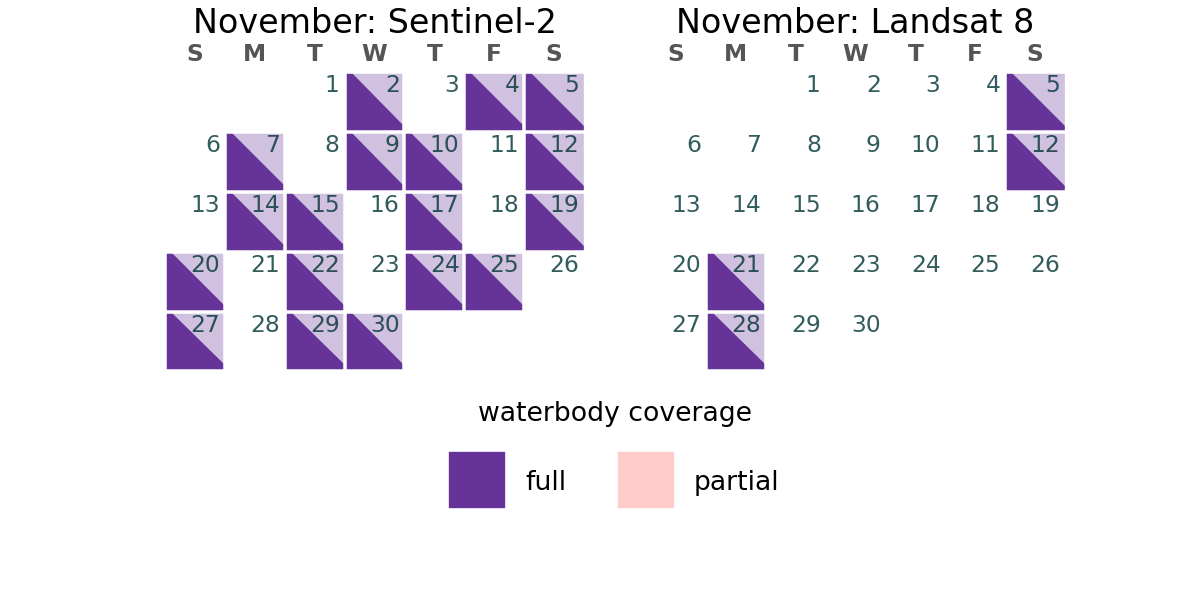 November: Sentinel-2
S M T W T F S
1 2 3 4 5
6 7 8 9 10 11 12
13 14 15 16 17 18 19
20 21 22 23 24 25 26
27 28 29 30
November: Landsat 8
S M T W T F S
1 2 3 4 5
6 7 8 9 10 11 12
13 14 15 16 17 18 19
20 21 22 23 24 25 26
27 28 29 30
waterbody coverage
full partial